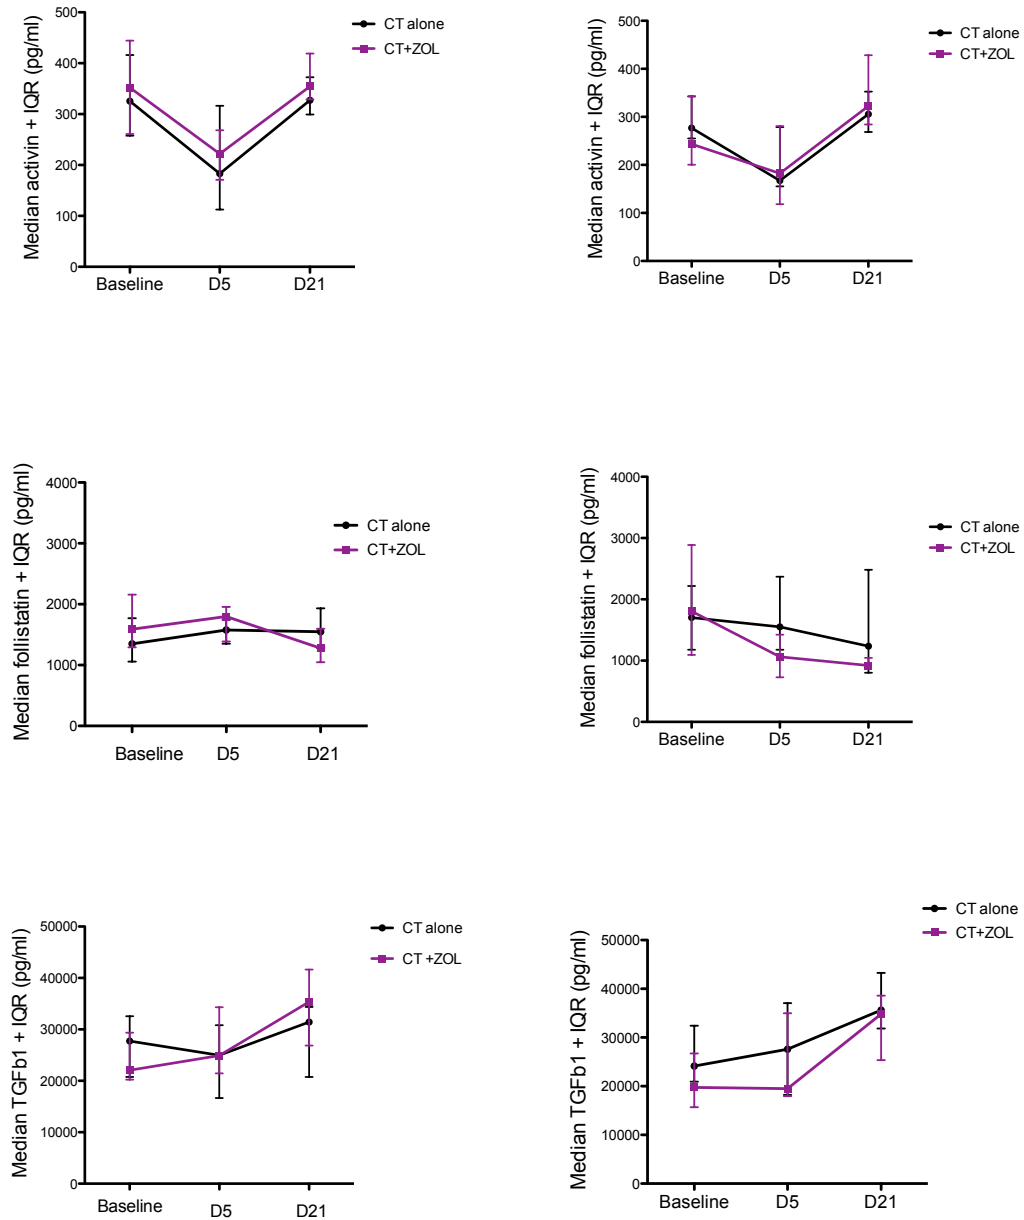 Median activin + IQR (pg/ml)
500
400
300
200
100
0
Baseline D5 D21
CT alone
CT+ZOL
Median activin + IQR (pg/ml)
500
400
300
200
100
0
Baseline D5 D21
CT alone
CT+ZOL
Median follistatin + IQR (pg/ml)
4000
3000
2000
1000
0
Baseline D5 D21
CT alone
CT+ZOL
Median follistatin + IQR (pg/ml)
4000
3000
2000
1000
0
Baseline D5 D21
CT alone
CT+ZOL
Median TGFb1 + IQR (pg/ml)
50000
40000
30000
20000
10000
0
Baseline D5 D21
CT alone
CT +ZOL
Median TGFb1 + IQR (pg/ml)
50000
40000
30000
20000
10000
0
Baseline D5 D21
CT alone
CT+ZOL